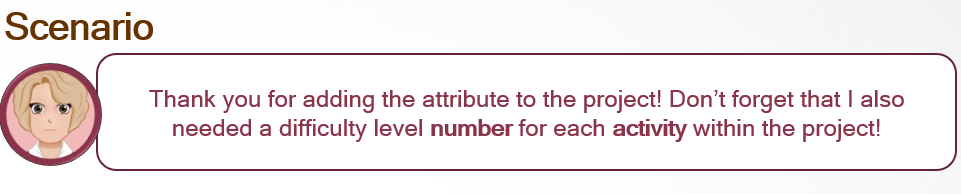 Scenario
Thank you for adding the attribute to the project! Don’t forget that I also
needed a difficulty level number for each activity within the project!